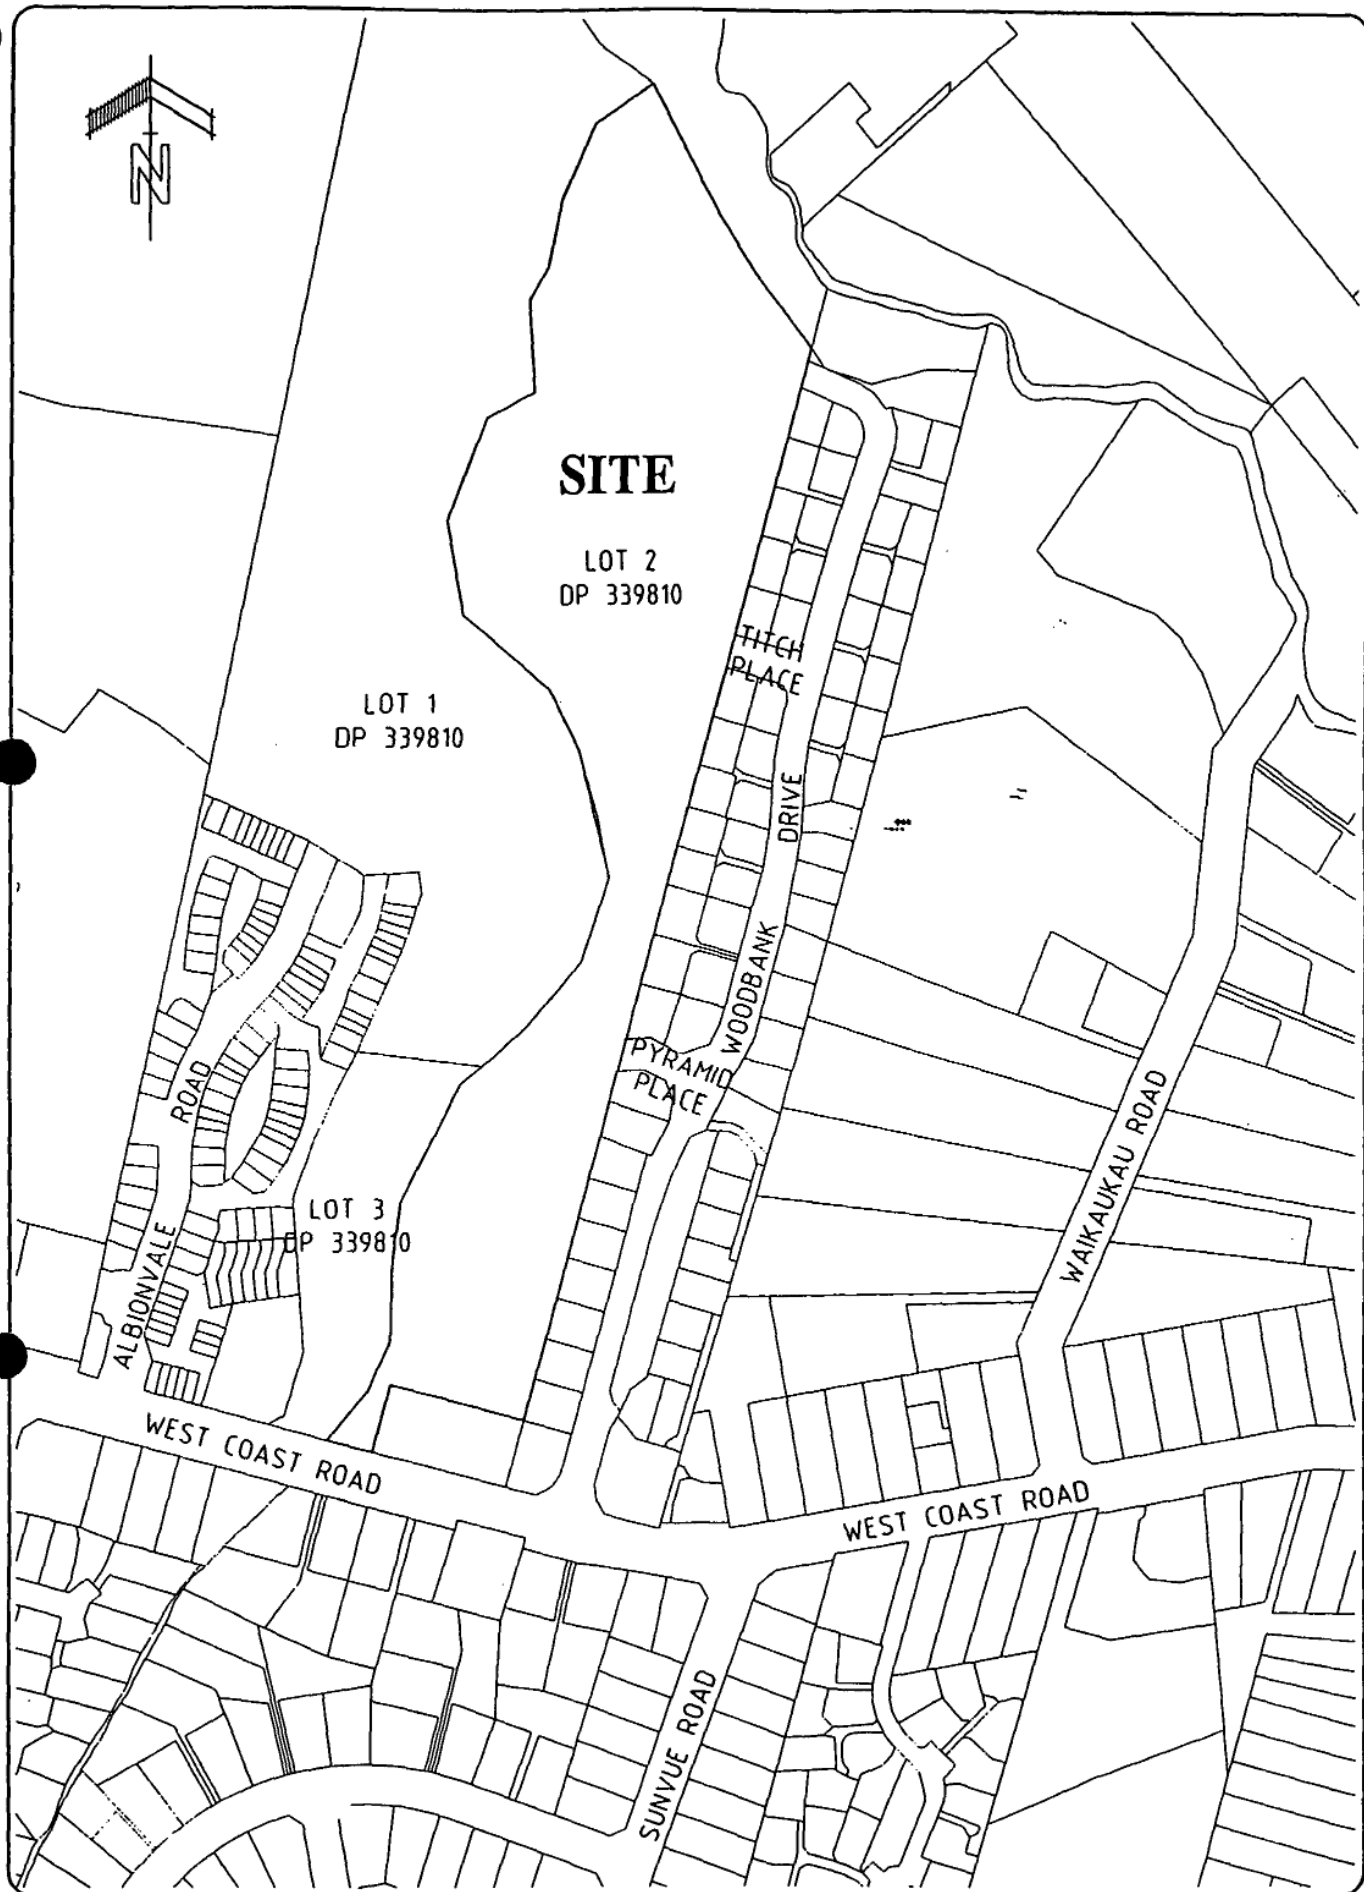 N
SITE
LOT 2
DP 339810
TITCH
PLACE
LOT 1
DP 339810
DRIVE
WOODBANK
PYRAMID
PLACE
ROAD
ALBIONVALE
LOT 3
DP 339810
WAIKAUKAU ROAD
WEST COAST ROAD
WEST COAST ROAD
SUNVUE ROAD